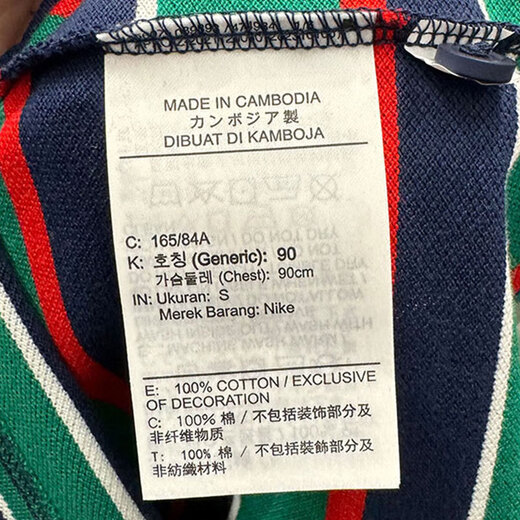 MADE IN CAMBODIA
カンボジア製
DIBUAT DI KAMBOJA
C: 165/84A
K: 호칭 (Generic): 90
가슴둘레 (Chest): 90cm
IN: Ukuran: S
Merek Barang: Nike
E: 100% COTTON / EXCLUSIVE
OF DECORATION
C: 100% 棉 / 不包括装饰部分及
非纤维物质
T: 100% 棉 / 不包括裝飾部分及
非紡織材料